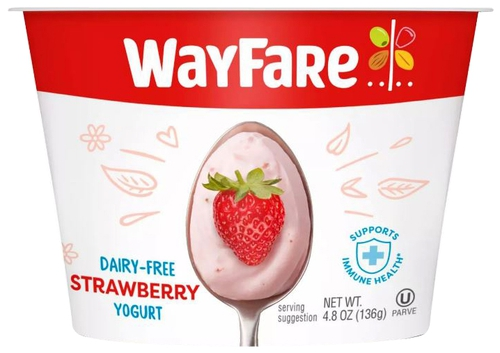 WAYFARE
DAIRY-FREE
STRAWBERRY
YOGURT
serving
suggestion
NET WT.
4.8 OZ (136g)
SUPPORTS
IMMUNE HEALTH*
U
PARVE